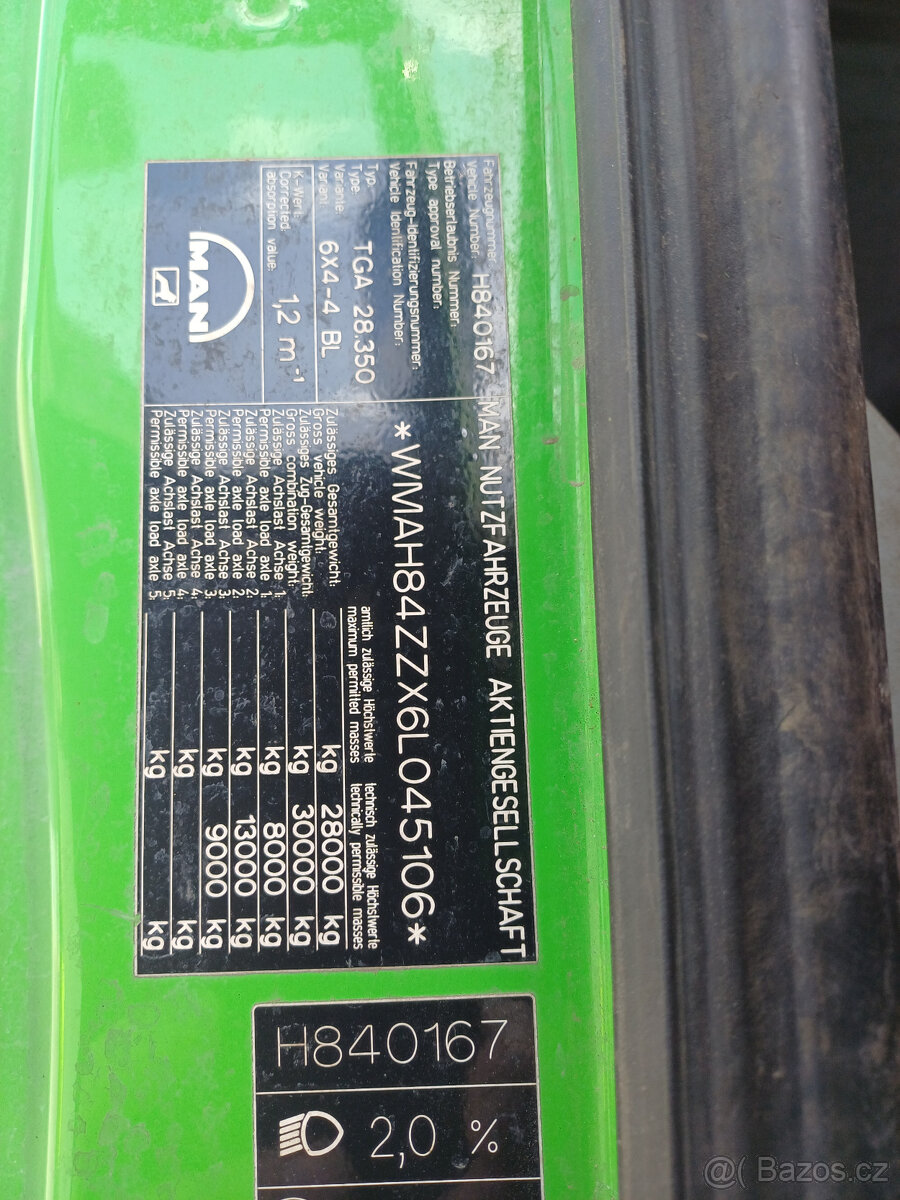 MAN NUTZFAHRZEUGE AKTIENGESELLSCHAFT
Fahrzeugnummer:
Vehicle Number: H840167
Betriebserlaubnis Nummer:
Type approval number:
Fahrzeug-Identifizierungsnummer:
Vehicle Identification Number: *WMAH84ZZX6L045106*
Typ:
Type: TGA 28.350
Variante:
Variant: 6X4-4 BL
K-Wert:
Corrected
absorption value: 1,2 m⁻¹
MAN
amtlich zulässige Höchstwerte
maximum permitted masses
technisch zulässige Höchstwerte
technically permissible masses
Zulässiges Gesamtgewicht:
Gross vehicle weight: kg 28000 kg
Zulässiges Zug-Gesamtgewicht:
Gross combination weight: kg 30000 kg
Zulässige Achslast Achse 1:
Permissible axle load axle 1: kg 8000 kg
Zulässige Achslast Achse 2:
Permissible axle load axle 2: kg 13000 kg
Zulässige Achslast Achse 3:
Permissible axle load axle 3: kg 9000 kg
Zulässige Achslast Achse 4:
Permissible axle load axle 4: kg kg
Zulässige Achslast Achse 5:
Permissible axle load axle 5: kg kg
H840167
2,0 %
@( Bazos.cz